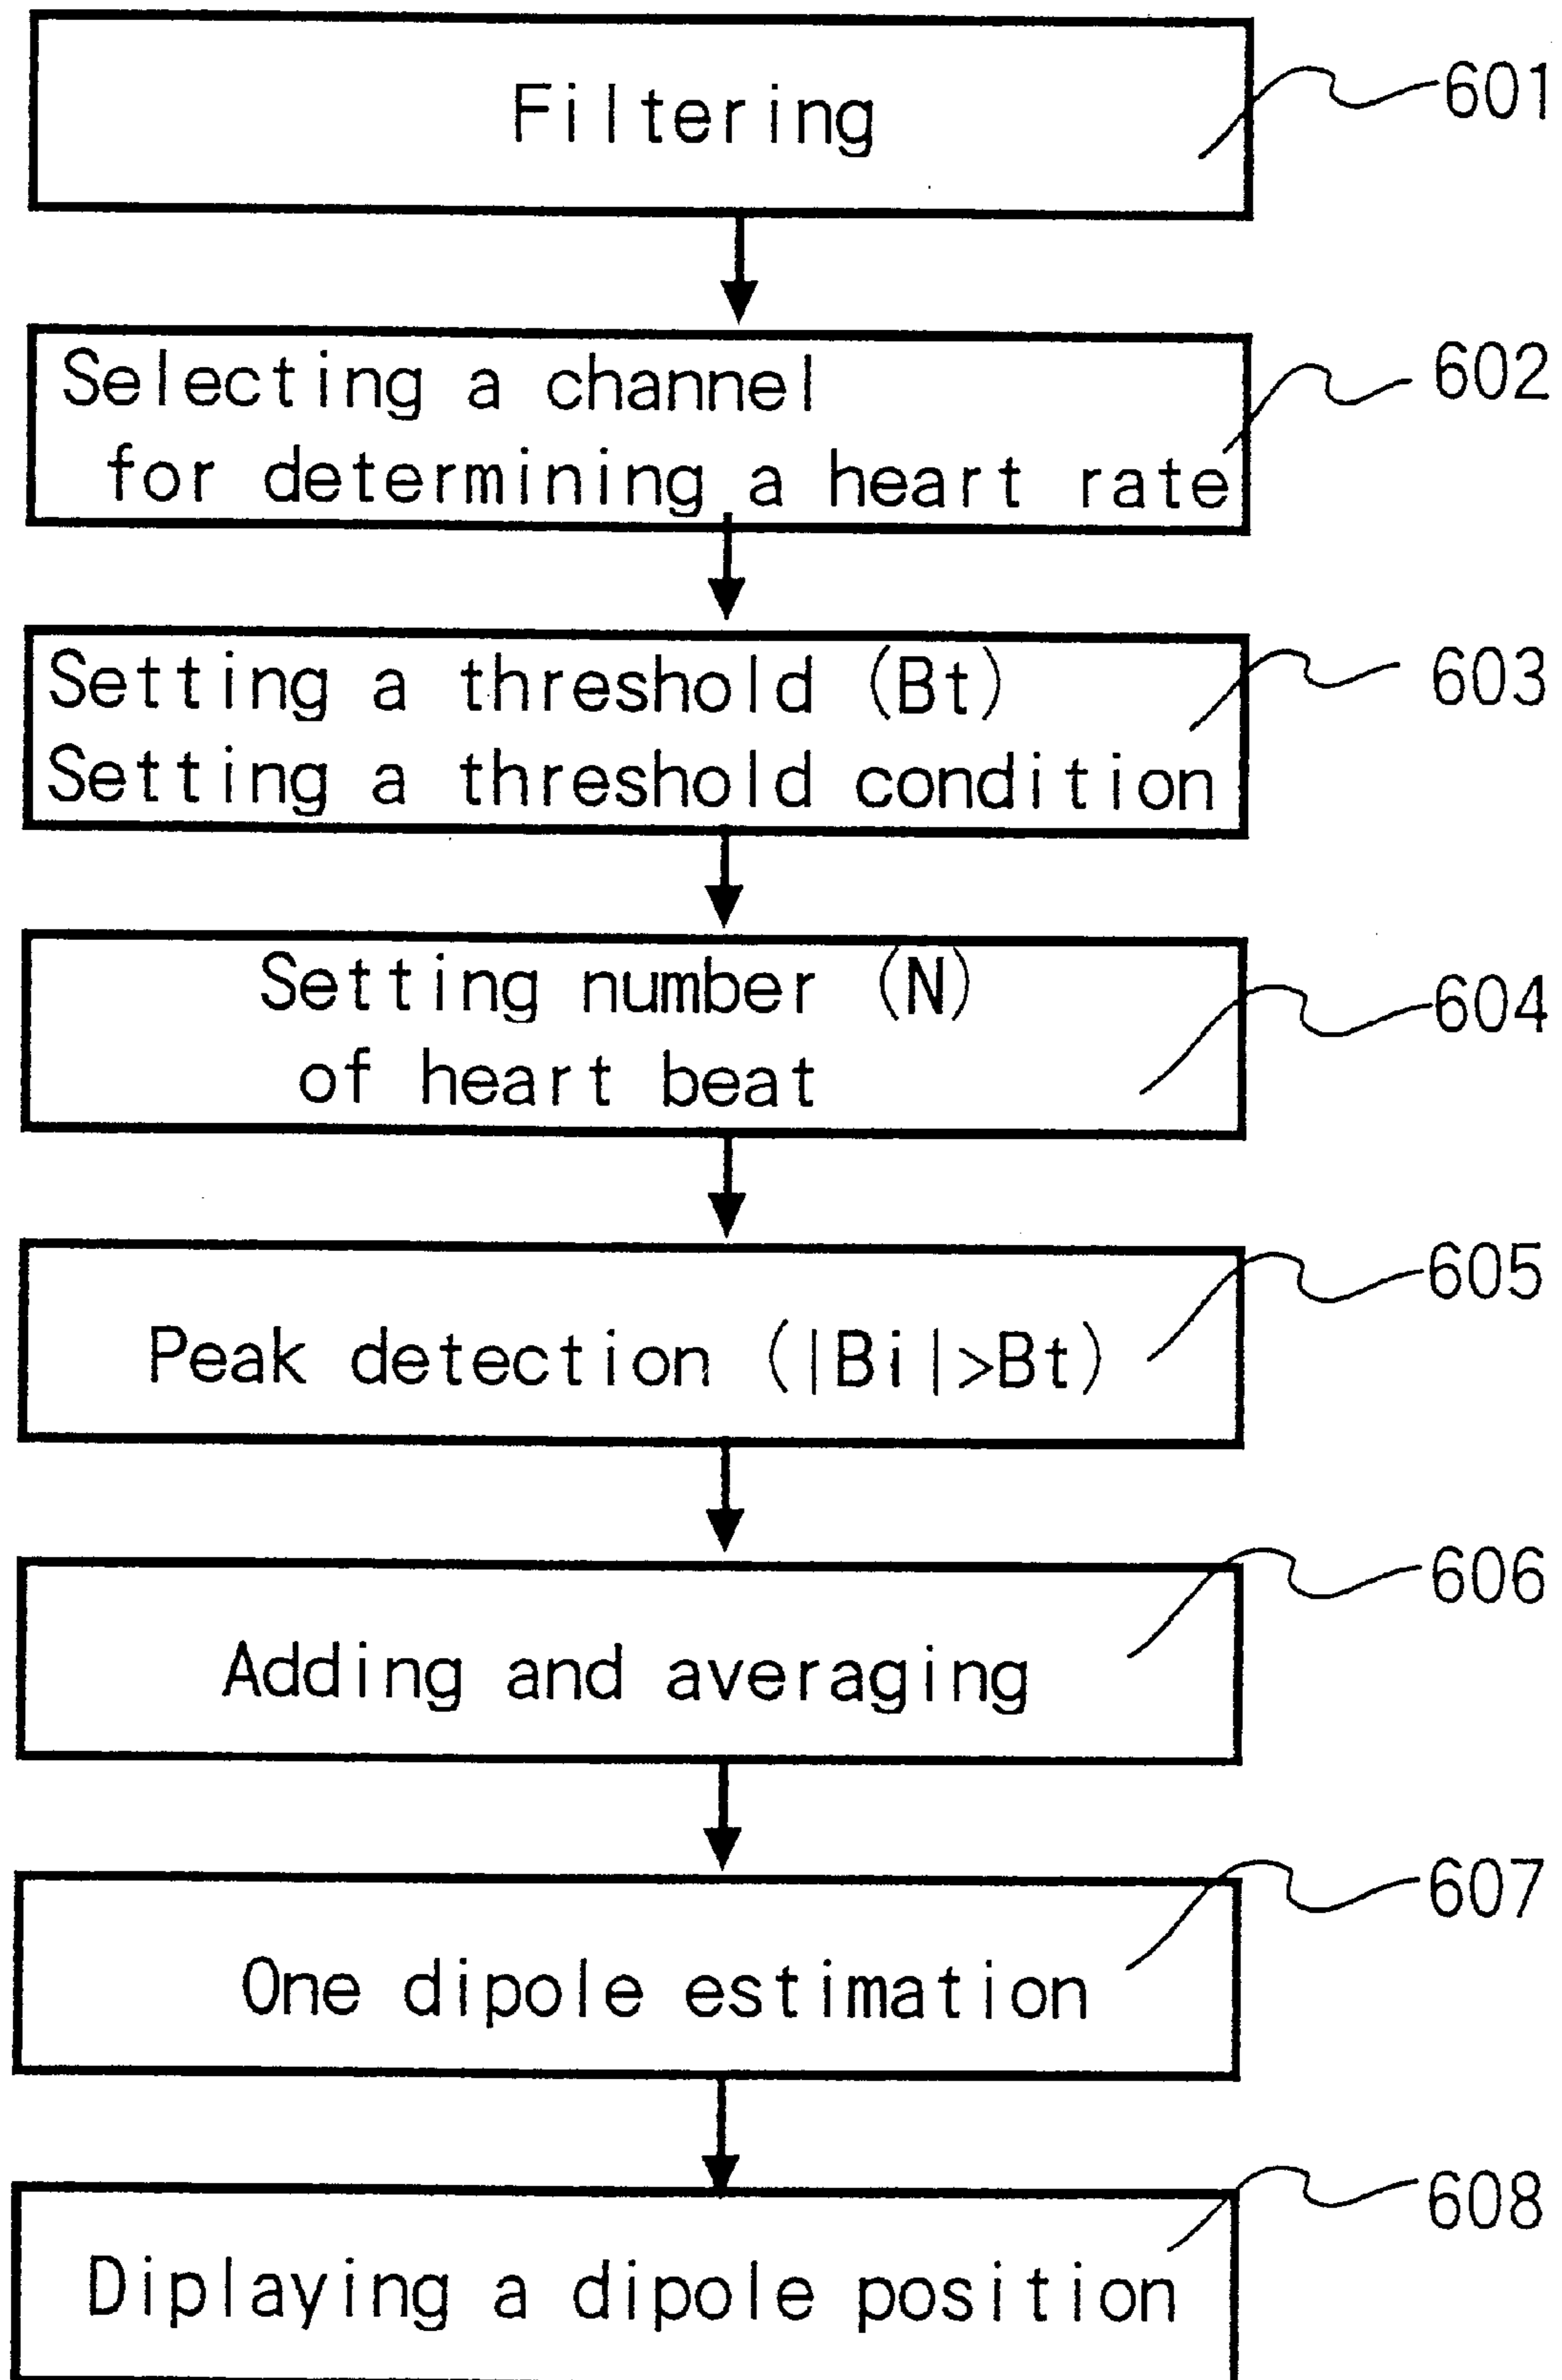 Filtering
601
Selecting a channel
for determining a heart rate
602
Setting a threshold (Bt)
Setting a threshold condition
603
Setting number (N)
of heart beat
604
Peak detection (|Bi|>Bt)
605
Adding and averaging
606
One dipole estimation
607
Diplaying a dipole position
608